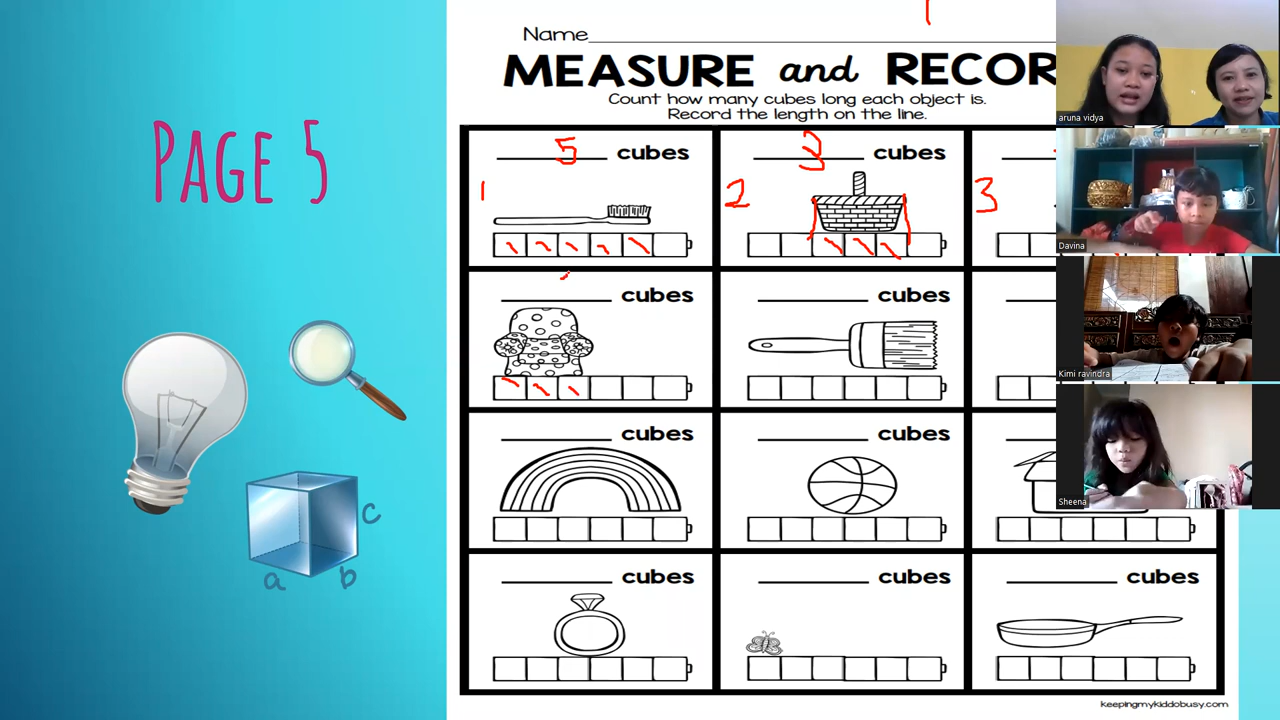 PAGE 5
a
b
c
Name
MEASURE and RECOR
Count how many cubes long each object is.
Record the length on the line.
5 cubes
3 cubes
1
2
3
cubes
cubes
cubes
cubes
cubes
cubes
cubes
keepingmykiddobusy.com
aruna vidya
Davina
Kimi ravindra
Sheena